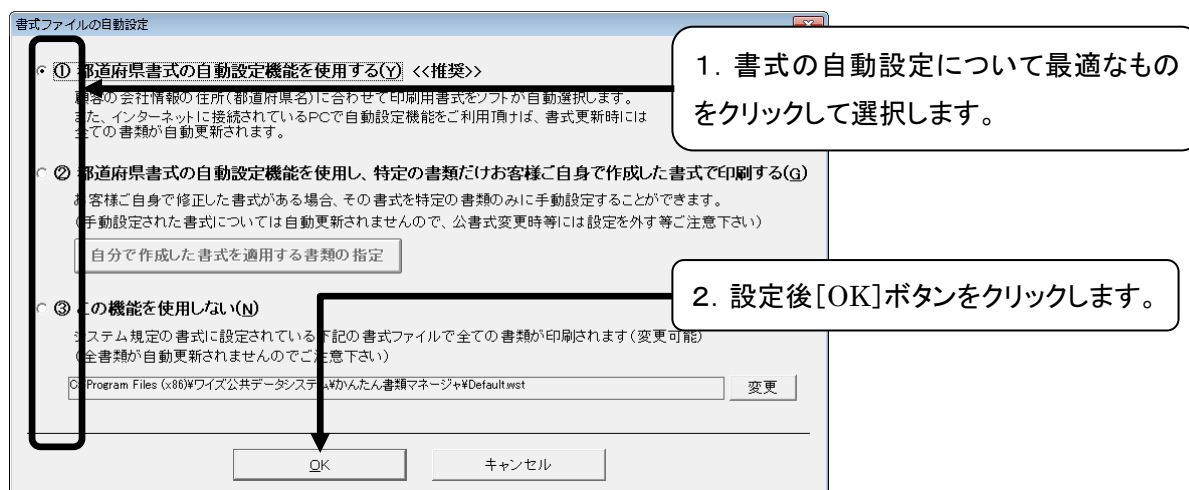 書式ファイルの自動設定
① 都道府県書式の自動設定機能を使用する(Y) <<推奨>>
顧客の会社情報の住所(都道府県名)に合わせて印刷用書式をソフトが自動選択します。
また、インターネットに接続されているPCで自動設定機能をご利用頂けば、書式更新時には
全ての書類が自動更新されます。
② 都道府県書式の自動設定機能を使用し、特定の書類だけお客様ご自身で作成した書式で印刷する(G)
お客様ご自身で修正した書式がある場合、その書式を特定の書類のみに手動設定することができます。
(手動設定された書式については自動更新されませんので、公書式変更時等には設定を外す等ご注意下さい)
自分で作成した書式を適用する書類の指定
③ この機能を使用しない(N)
システム規定の書式に設定されている下記の書式ファイルで全ての書類が印刷されます(変更可能)
(全書類が自動更新されませんのでご注意下さい)
C:¥Program Files (x86)¥ワイズ公共データシステム¥かんたん書類マネージャ¥Default.wst
変更
OK
キャンセル
1. 書式の自動設定について最適なもの
をクリックして選択します。
2. 設定後[OK]ボタンをクリックします。